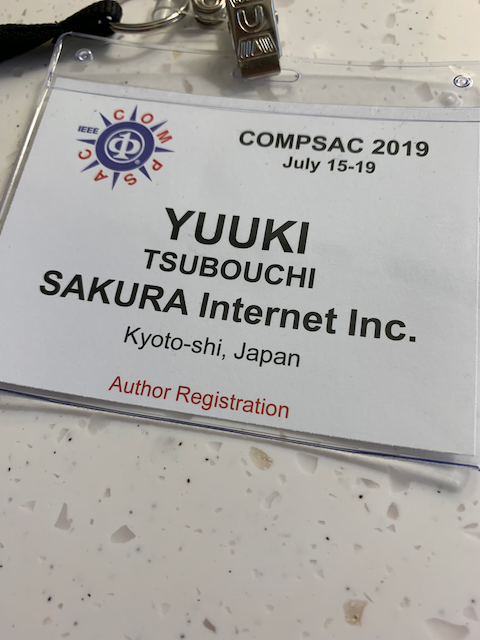 IEEE
COMPSAC
COMPSAC 2019
July 15-19
YUUKI
TSUBOUCHI
SAKURA Internet Inc.
Kyoto-shi, Japan
Author Registration